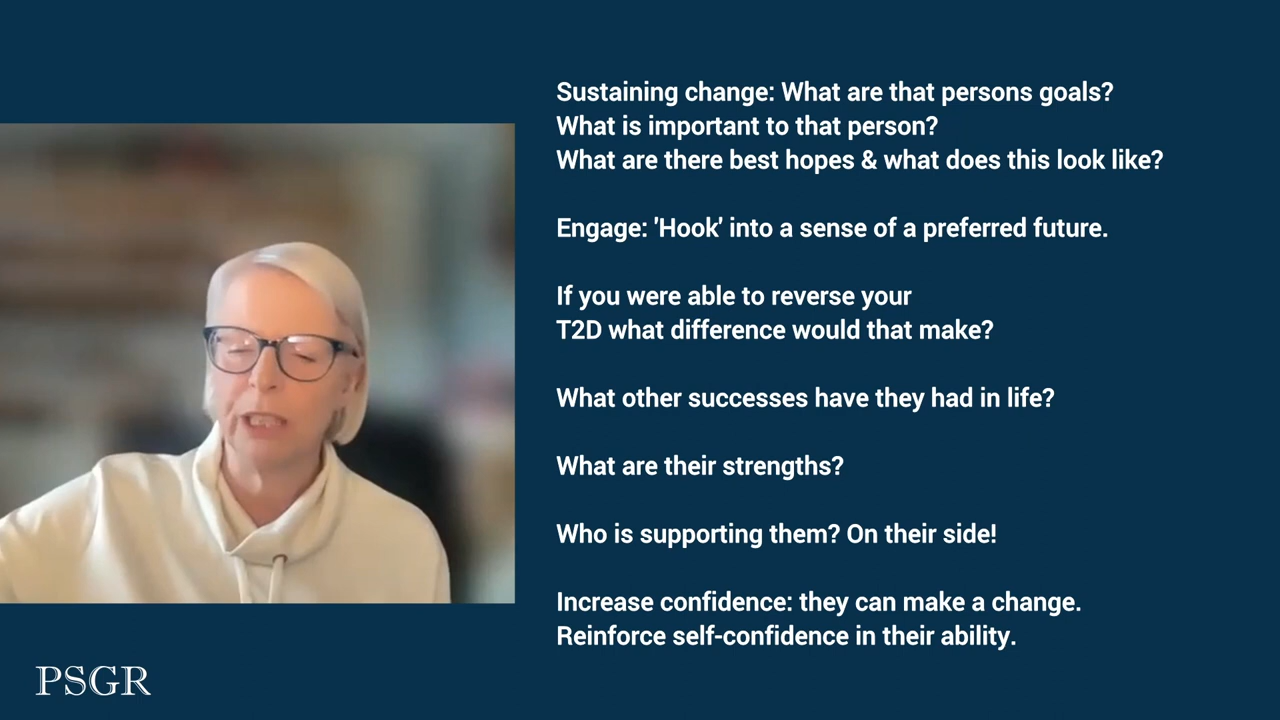 Sustaining change: What are that persons goals?
What is important to that person?
What are there best hopes & what does this look like?
Engage: 'Hook' into a sense of a preferred future.
If you were able to reverse your
T2D what difference would that make?
What other successes have they had in life?
What are their strengths?
Who is supporting them? On their side!
Increase confidence: they can make a change.
Reinforce self-confidence in their ability.
PSGR